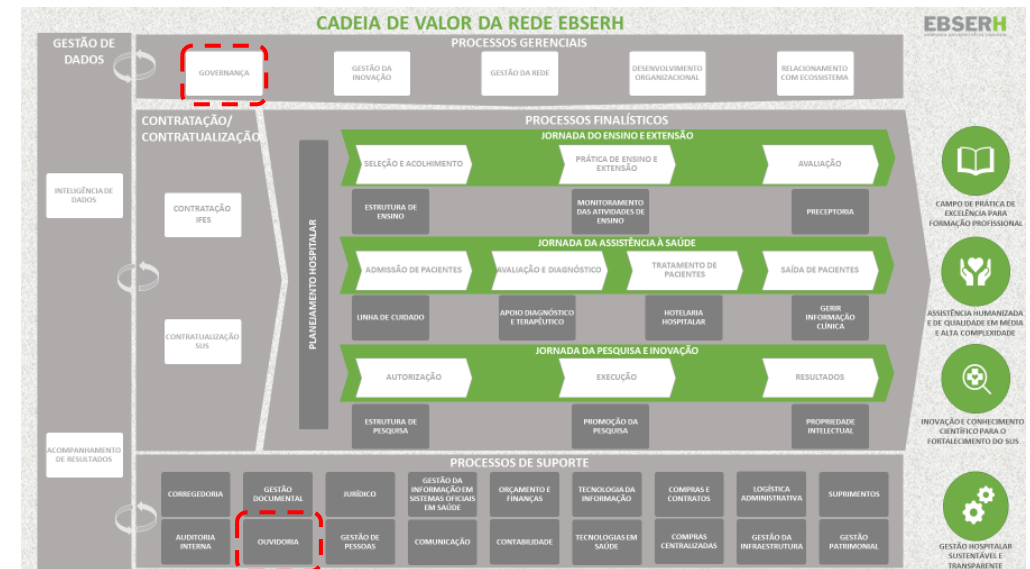 CADEIA DE VALOR DA REDE EBSERH
EBSERH
GESTÃO DE
DADOS
PROCESSOS GERENCIAIS
GOVERNANÇA
GESTÃO DA
INOVAÇÃO
GESTÃO DA REDE
DESENVOLVIMENTO
ORGANIZACIONAL
RELACIONAMENTO
COM ECOSSISTEMA
CONTRATAÇÃO/
CONTRATUALIZAÇÃO
PROCESSOS FINALÍSTICOS
JORNADA DO ENSINO E EXTENSÃO
SELEÇÃO E ACOLHIMENTO
PRÁTICA DE ENSINO E
EXTENSÃO
AVALIAÇÃO
INTELIGÊNCIA DE
DADOS
CONTRATAÇÃO
IFES
ESTRUTURA DE
ENSINO
MONITORAMENTO
DAS ATIVIDADES DE
ENSINO
PRECEPTORIA
CAMPO DE PRÁTICA DE
EXCELÊNCIA PARA
FORMAÇÃO PROFISSIONAL
PLANEJAMENTO HOSPITALAR
JORNADA DA ASSISTÊNCIA À SAÚDE
ADMISSÃO DE PACIENTES
AVALIAÇÃO E DIAGNÓSTICO
TRATAMENTO DE
PACIENTES
SAÍDA DE PACIENTES
LINHA DE CUIDADO
APOIO DIAGNÓSTICO
E TERAPÊUTICO
HOTELARIA
HOSPITALAR
GERIR
INFORMAÇÃO
CLÍNICA
ASSISTÊNCIA HUMANIZADA
E DE QUALIDADE EM MÉDIA
E ALTA COMPLEXIDADE
CONTRATUALIZAÇÃO
SUS
JORNADA DA PESQUISA E INOVAÇÃO
AUTORIZAÇÃO
EXECUÇÃO
RESULTADOS
ESTRUTURA DE
PESQUISA
PROMOÇÃO DA
PESQUISA
PROPRIEDADE
INTELECTUAL
INOVAÇÃO E CONHECIMENTO
CIENTÍFICO PARA O
FORTALECIMENTO DO SUS
ACOMPANHAMENTO
DE RESULTADOS
PROCESSOS DE SUPORTE
CORREGEDORIA
GESTÃO
DOCUMENTAL
JURÍDICO
GESTÃO DA
INFORMAÇÃO EM
SISTEMAS OFICIAIS
EM SAÚDE
ORÇAMENTO E
FINANÇAS
TECNOLOGIA DA
INFORMAÇÃO
COMPRAS E
CONTRATOS
LOGÍSTICA
ADMINISTRATIVA
SUPRIMENTOS
AUDITORIA
INTERNA
OUVIDORIA
GESTÃO DE
PESSOAS
COMUNICAÇÃO
CONTABILIDADE
TECNOLOGIAS EM
SAÚDE
COMPRAS
CENTRALIZADAS
GESTÃO DA
INFRAESTRUTURA
GESTÃO
PATRIMONIAL
GESTÃO HOSPITALAR
SUSTENTÁVEL E
TRANSPARENTE